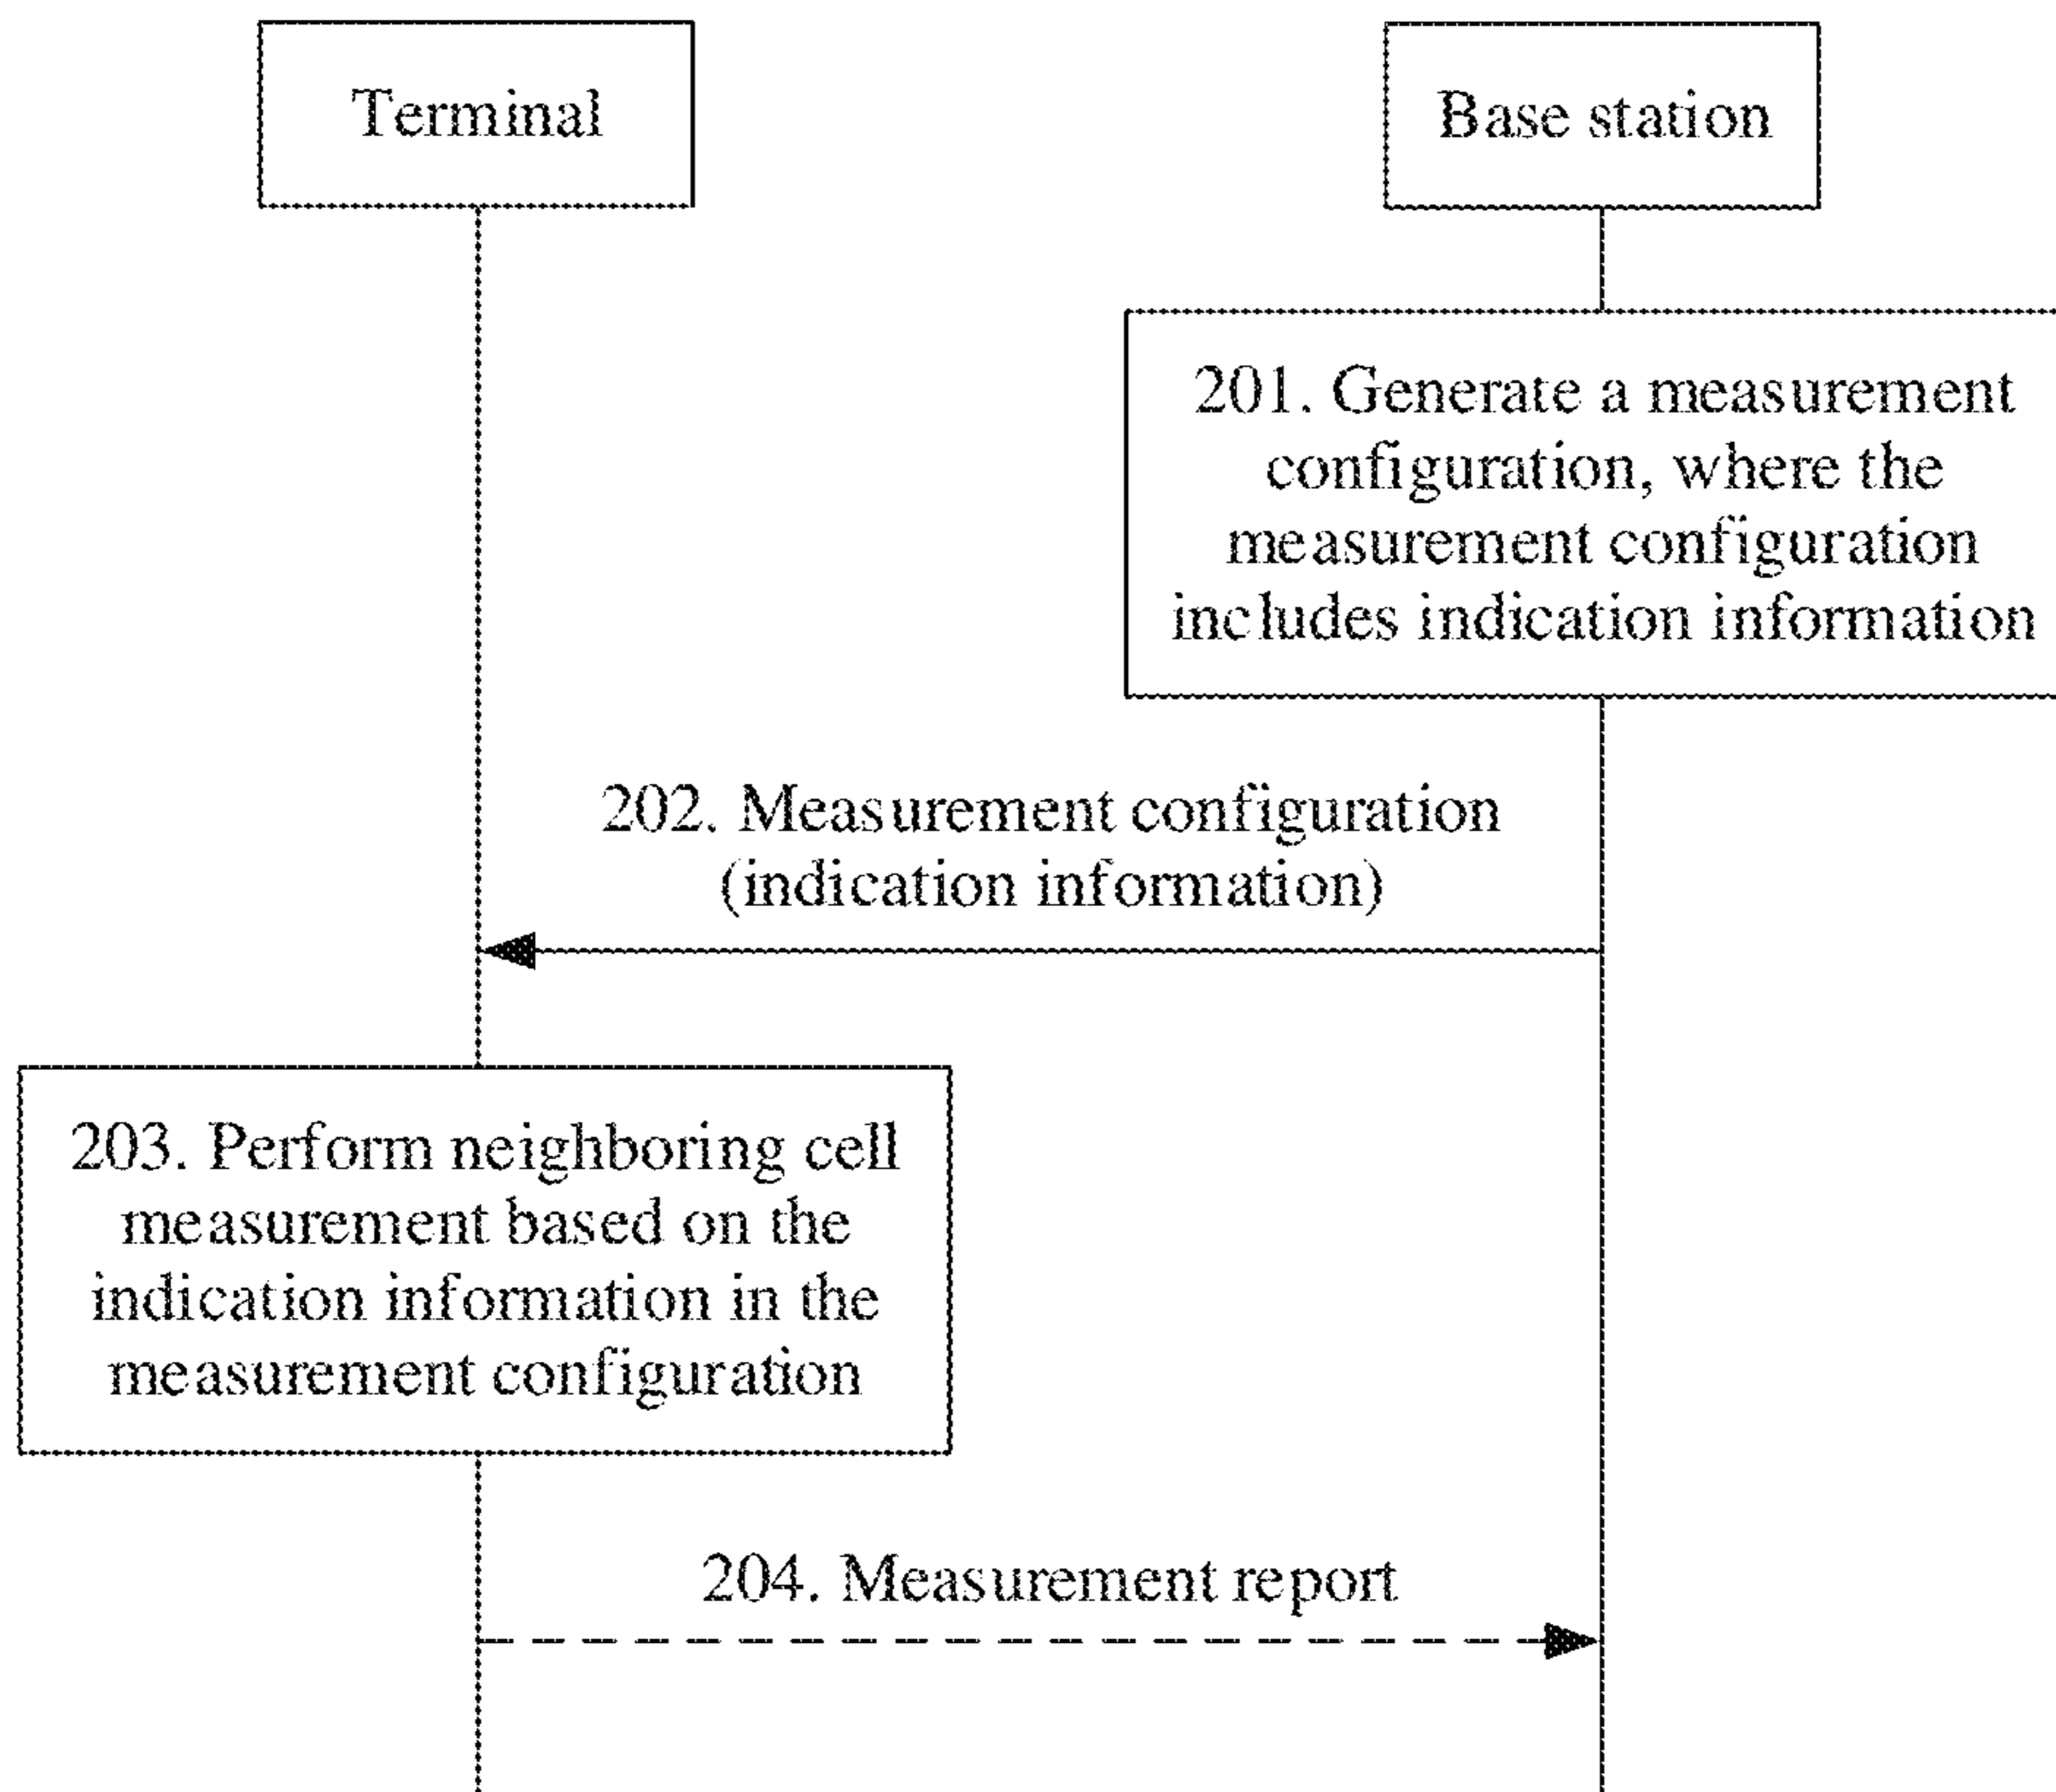 Terminal
Base station
201. Generate a measurement
configuration, where the
measurement configuration
includes indication information
202. Measurement configuration
(indication information)
203. Perform neighboring cell
measurement based on the
indication information in the
measurement configuration
204. Measurement report